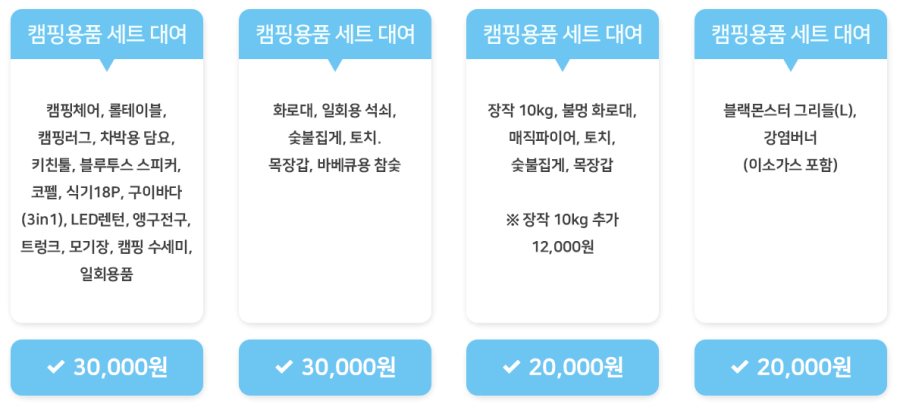 캠핑용품 세트 대여
캠핑체어, 롤테이블,
캠핑러그, 차박용 담요,
키친툴, 블루투스 스피커,
코펠, 식기18P, 구이바다
(3in1), LED렌턴, 앵구전구,
트렁크, 모기장, 캠핑 수세미,
일회용품
30,000원
캠핑용품 세트 대여
화로대, 일회용 석쇠,
숯불집게, 토치.
목장갑, 바베큐용 참숯
30,000원
캠핑용품 세트 대여
장작 10kg, 불멍 화로대,
매직파이어, 토치,
숯불집게, 목장갑
※ 장작 10kg 추가
12,000원
20,000원
캠핑용품 세트 대여
블랙몬스터 그리들(L),
강염버너
(이소가스 포함)
20,000원